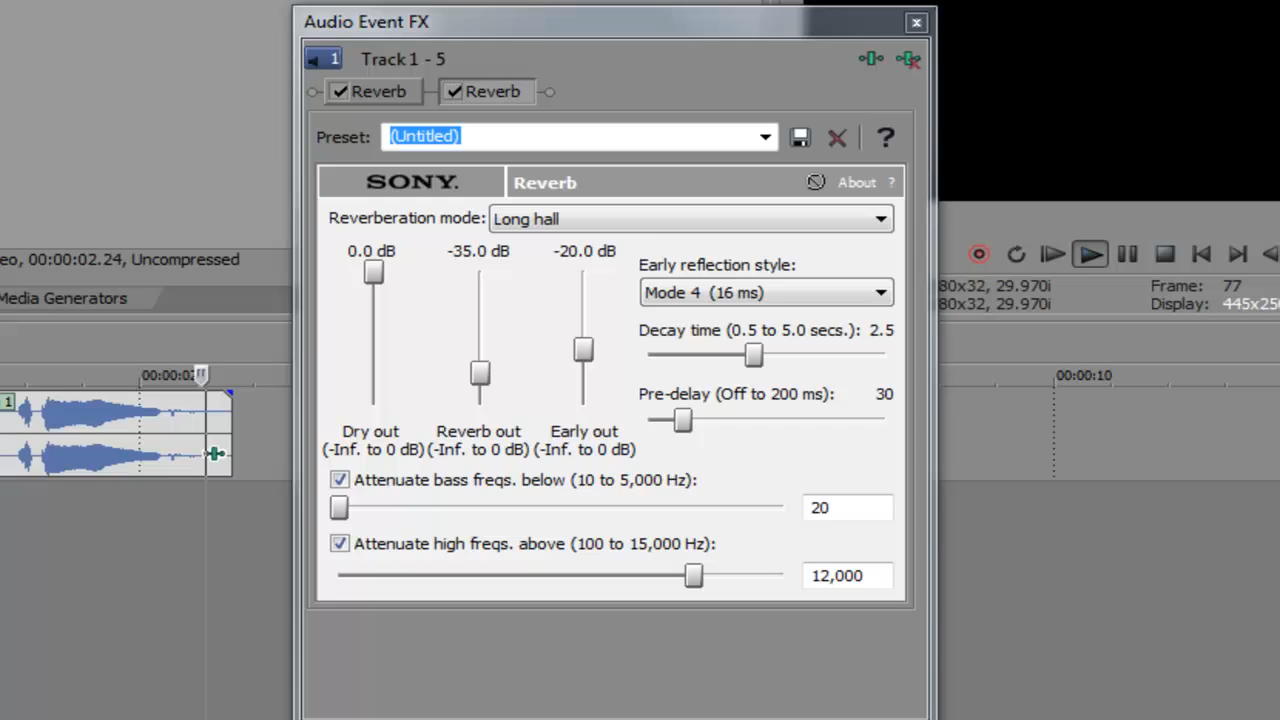 Audio Event FX
1 Track 1 - 5
Reverb Reverb
Preset: (Untitled) ?
SONY. Reverb About ?
Reverberation mode: Long hall
0.0 dB -35.0 dB -20.0 dB
Early reflection style:
Mode 4 (16 ms)
Decay time (0.5 to 5.0 secs.): 2.5
Pre-delay (Off to 200 ms): 30
Dry out Reverb out Early out
(-Inf. to 0 dB) (-Inf. to 0 dB) (-Inf. to 0 dB)
Attenuate bass freqs. below (10 to 5,000 Hz):
20
Attenuate high freqs. above (100 to 15,000 Hz):
12,000
eo, 00:00:02.24, Uncompressed
Media Generators
00:00:02
1
80x32, 29.970i Frame: 77
80x32, 29.970i Display: 445x25
00:00:10